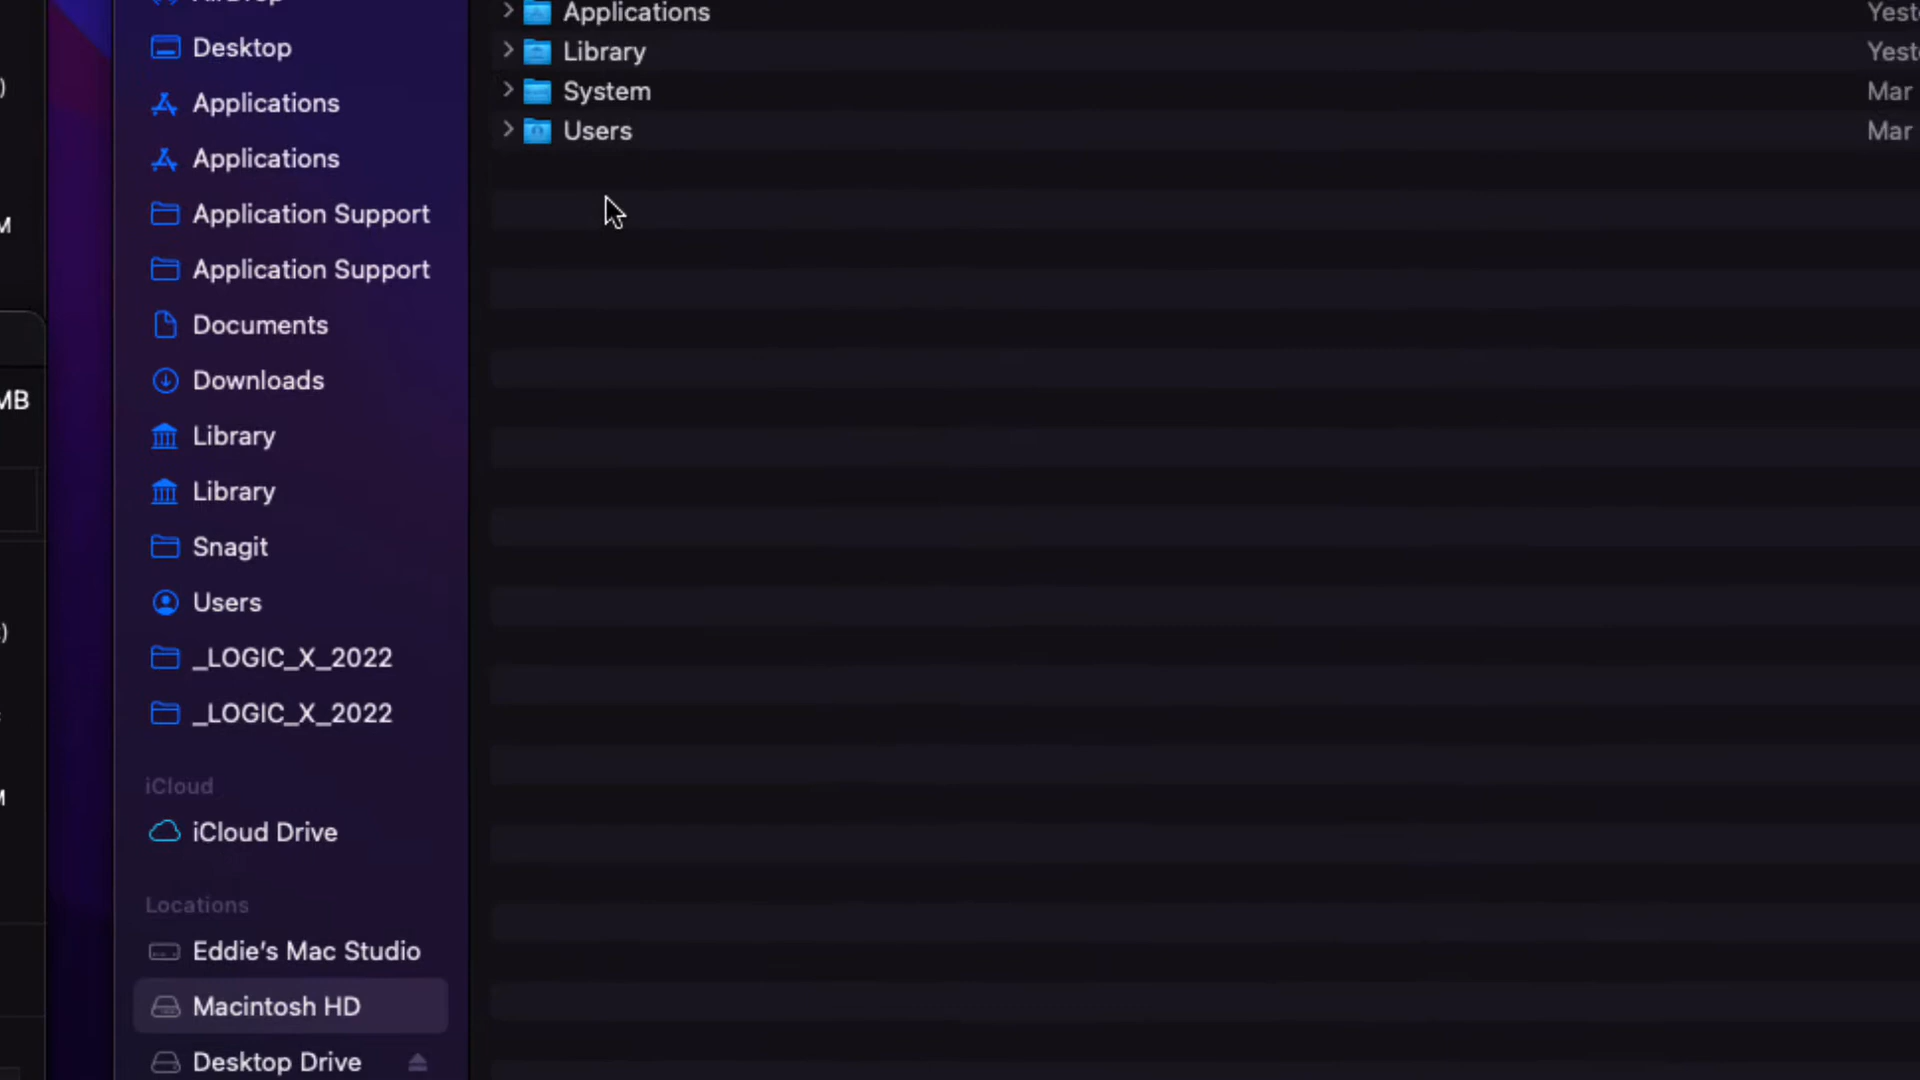 Desktop
Applications
Applications
Application Support
Application Support
Documents
Downloads
Library
Library
Snagit
Users
_LOGIC_X_2022
_LOGIC_X_2022
iCloud
iCloud Drive
Locations
Eddie's Mac Studio
Macintosh HD
Desktop Drive
Applications
Library
System
Mar
Users
Mar
MB